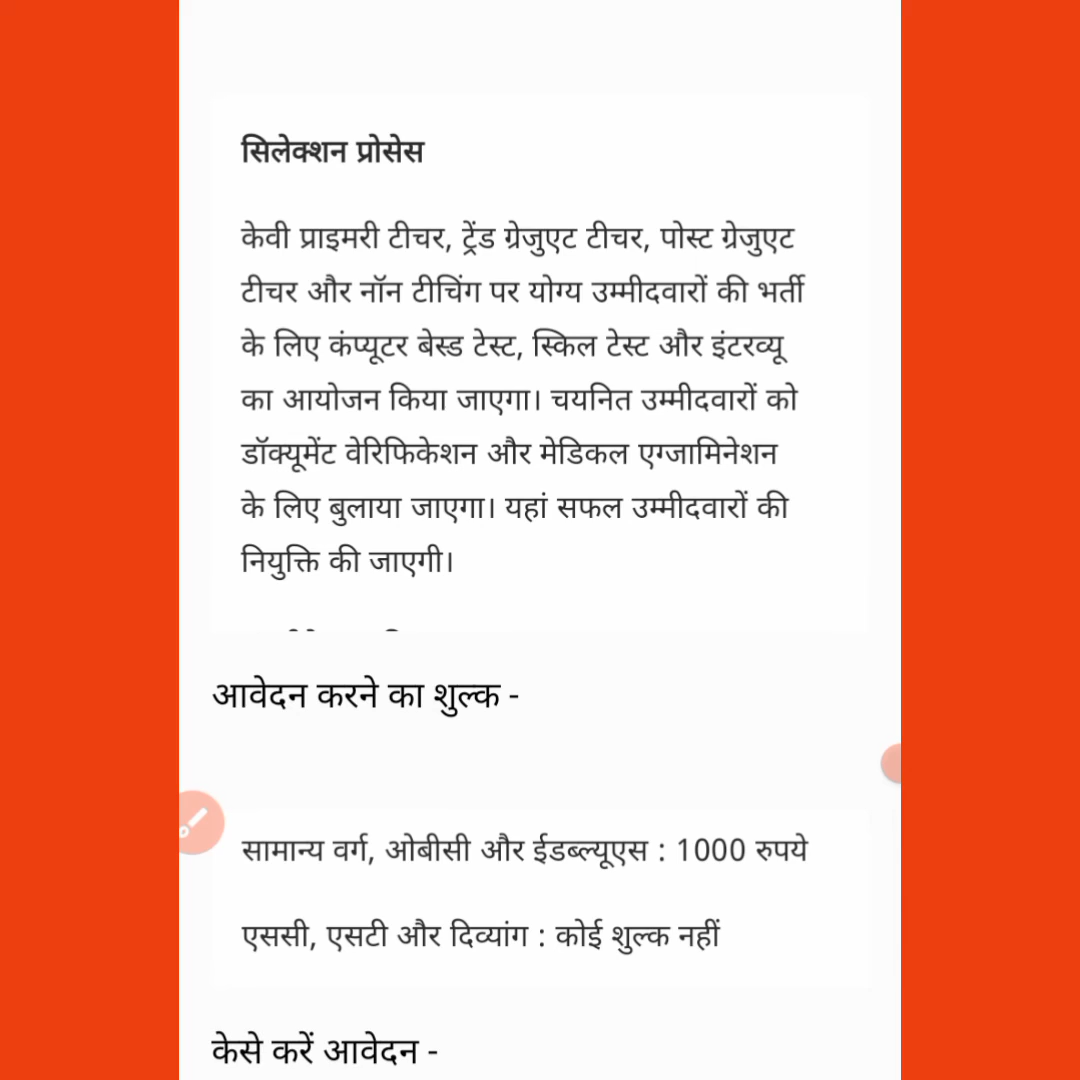 सिलेक्शन प्रोसेस
केवी प्राइमरी टीचर, ट्रेंड ग्रेजुएट टीचर, पोस्ट ग्रेजुएट
टीचर और नॉन टीचिंग पर योग्य उम्मीदवारों की भर्ती
के लिए कंप्यूटर बेस्ड टेस्ट, स्किल टेस्ट और इंटरव्यू
का आयोजन किया जाएगा। चयनित उम्मीदवारों को
डॉक्यूमेंट वेरिफिकेशन और मेडिकल एग्जामिनेशन
के लिए बुलाया जाएगा। यहां सफल उम्मीदवारों की
नियुक्ति की जाएगी।
आवेदन करने का शुल्क -
सामान्य वर्ग, ओबीसी और ईडब्ल्यूएस : 1000 रुपये
एससी, एसटी और दिव्यांग : कोई शुल्क नहीं
केसे करें आवेदन -